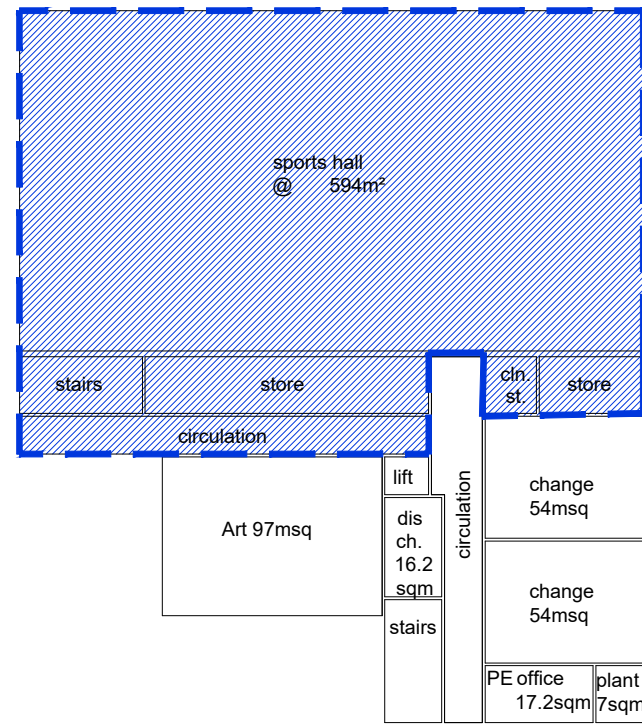 sports hall
@ 594m²
stairs
store
cln.
st.
store
circulation
lift
circulation
change
54msq
Art 97msq
dis
ch.
16.2
sqm
change
54msq
stairs
PE office
17.2sqm
plant
7sqm